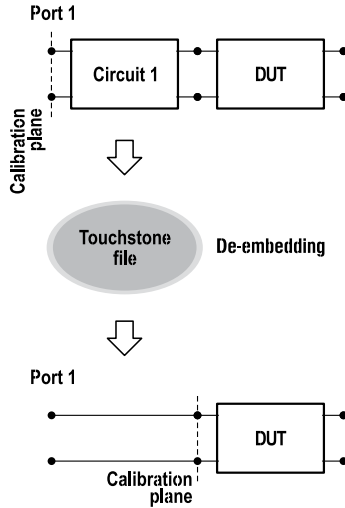 Port 1
Circuit 1
DUT
Calibration
plane
Touchstone
file
De-embedding
Port 1
DUT
Calibration
plane